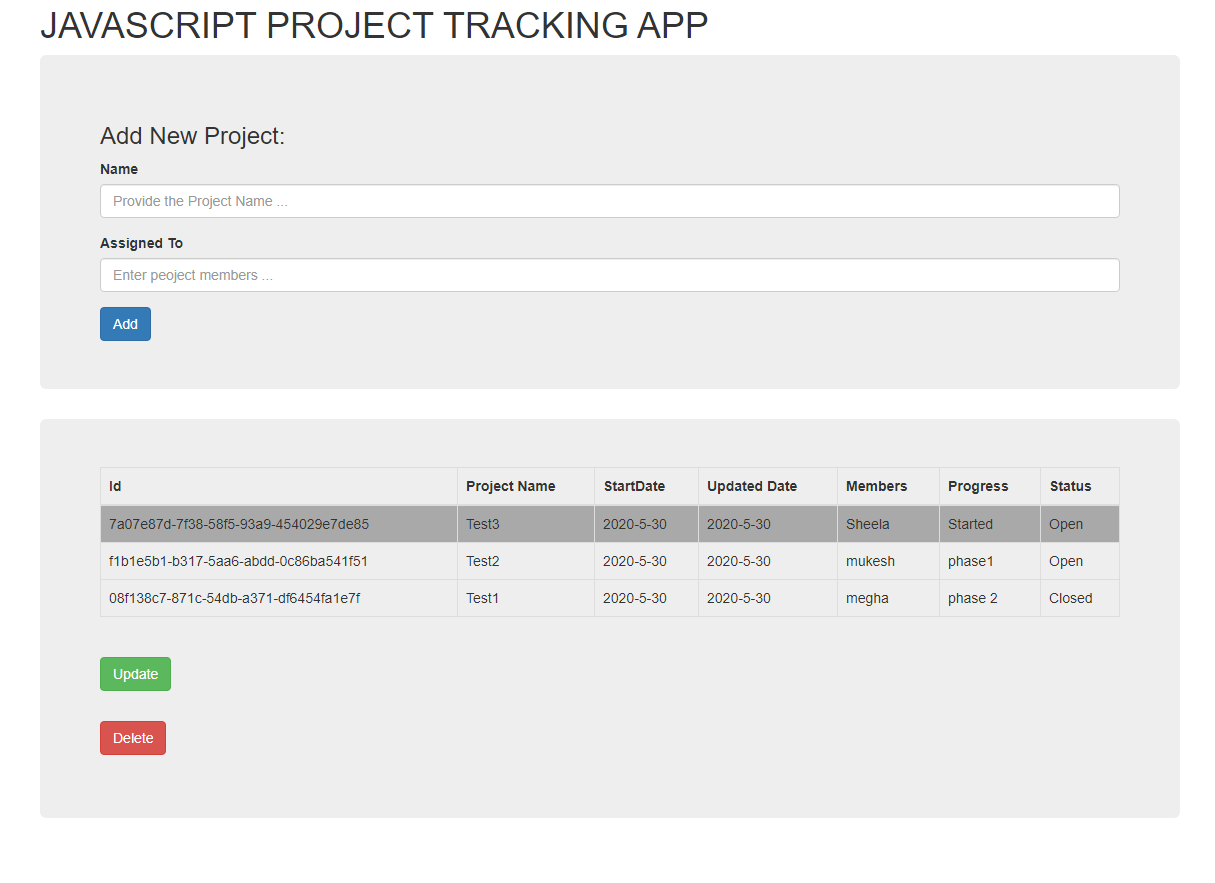 JAVASCRIPT PROJECT TRACKING APP
Add New Project:
Name
Provide the Project Name ...
Assigned To
Enter peoject members ...
Add
Id Project Name StartDate Updated Date Members Progress Status
7a07e87d-7f38-58f5-93a9-454029e7de85 Test3 2020-5-30 2020-5-30 Sheela Started Open
f1b1e5b1-b317-5aa6-abdd-0c86ba541f51 Test2 2020-5-30 2020-5-30 mukesh phase1 Open
08f138c7-871c-54db-a371-df6454fa1e7f Test1 2020-5-30 2020-5-30 megha phase 2 Closed
Update
Delete